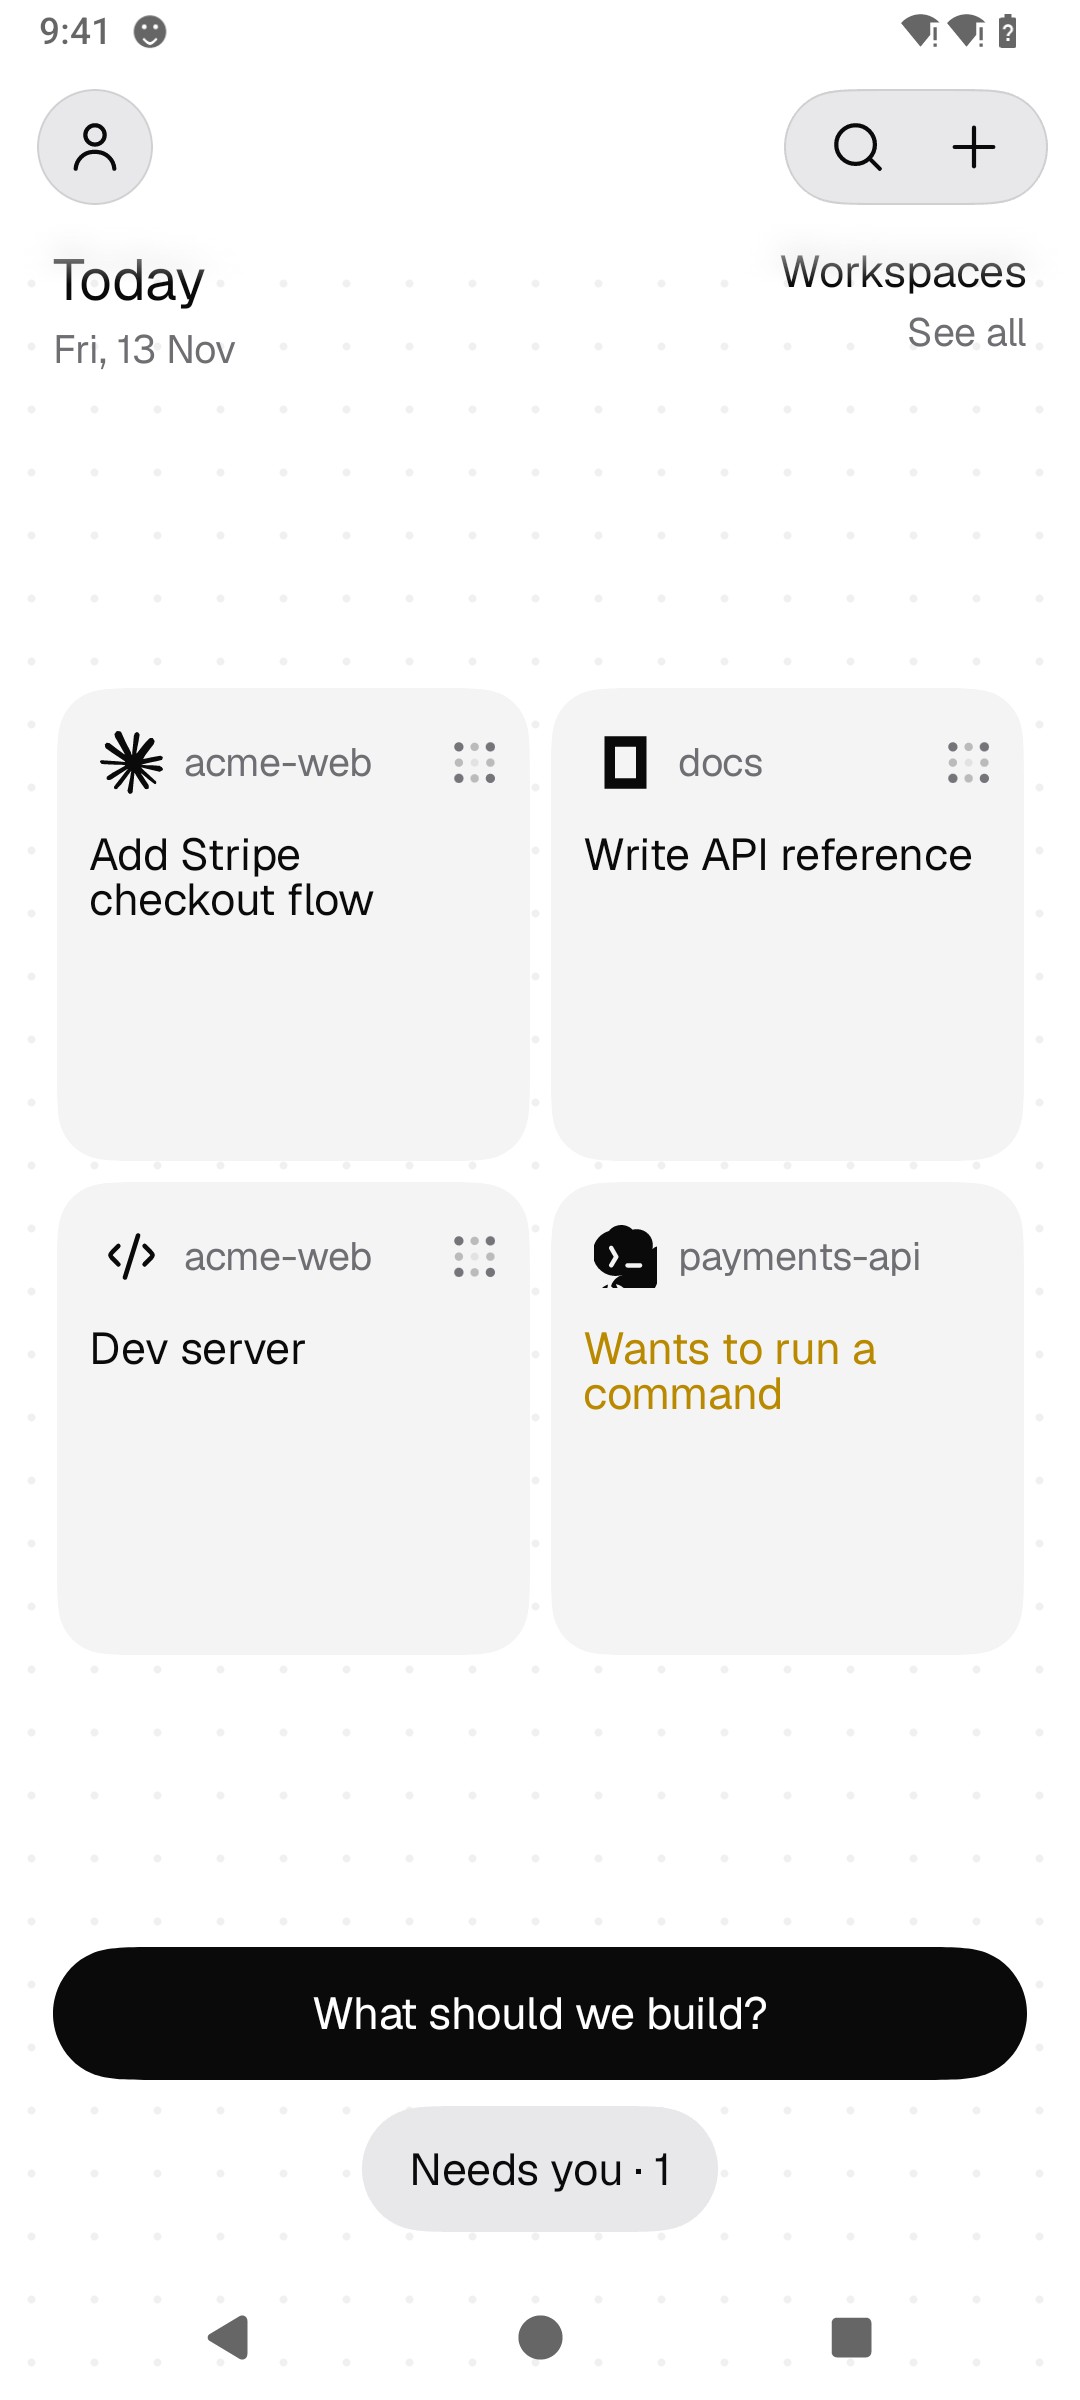 9:41
Today
Workspaces
Fri, 13 Nov
See all
acme-web
Add Stripe
checkout flow
docs
Write API reference
acme-web
Dev server
payments-api
Wants to run a
command
What should we build?
Needs you · 1